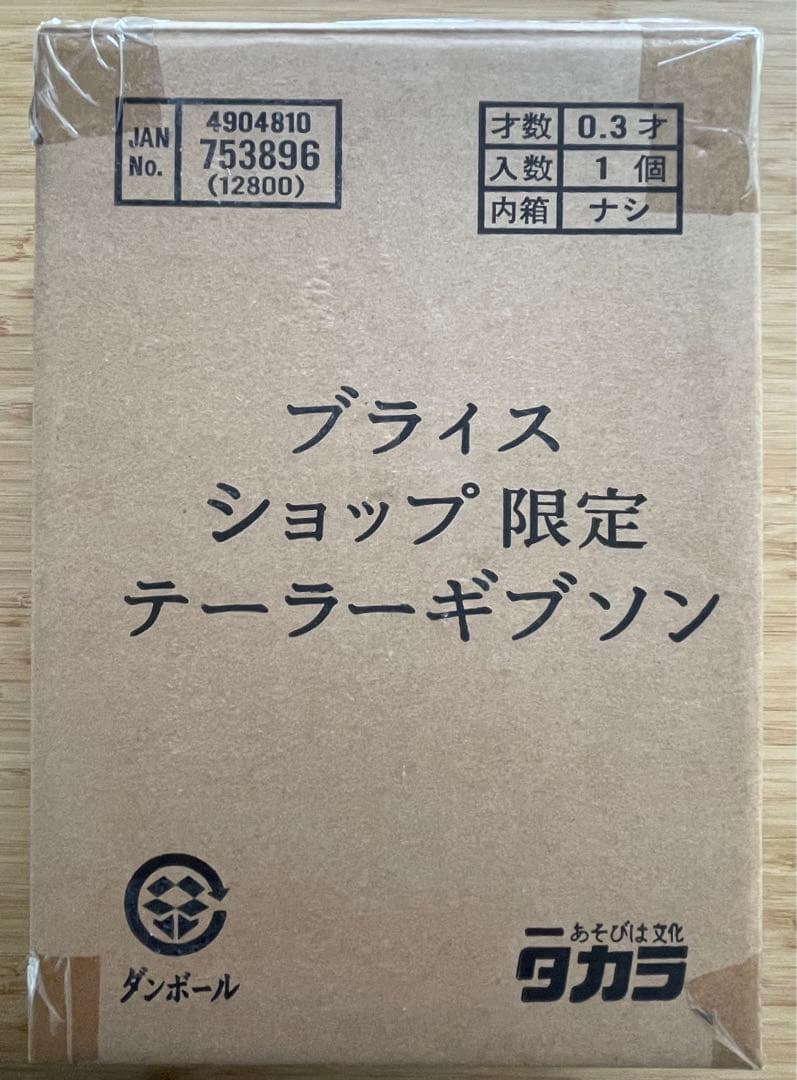 JAN No.
4904810
753896
(12800)
才数 0.3才
入数 1個
内箱 ナシ
ブライス
ショップ 限定
テーラーギブソン
ダンボール
あそびは文化
タカラ